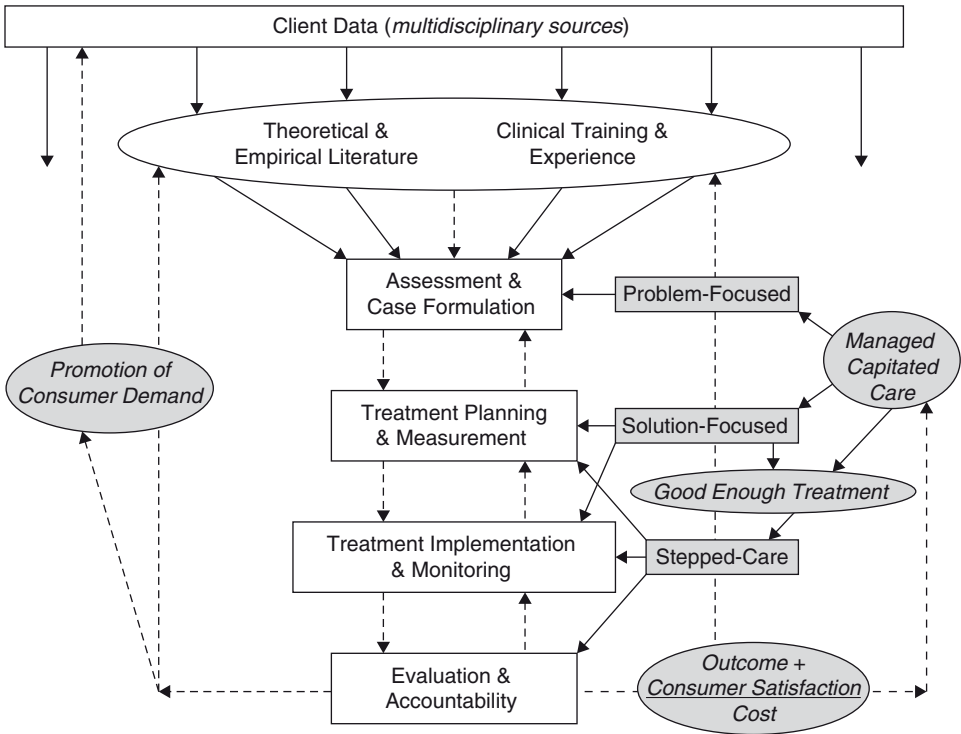 Client Data (multidisciplinary sources)
Theoretical &
Empirical Literature
Clinical Training &
Experience
Assessment &
Case Formulation
Problem-Focused
Managed
Capitated
Care
Promotion of
Consumer Demand
Treatment Planning
& Measurement
Solution-Focused
Good Enough Treatment
Treatment Implementation
& Monitoring
Stepped-Care
Evaluation &
Accountability
Outcome +
Consumer Satisfaction
Cost